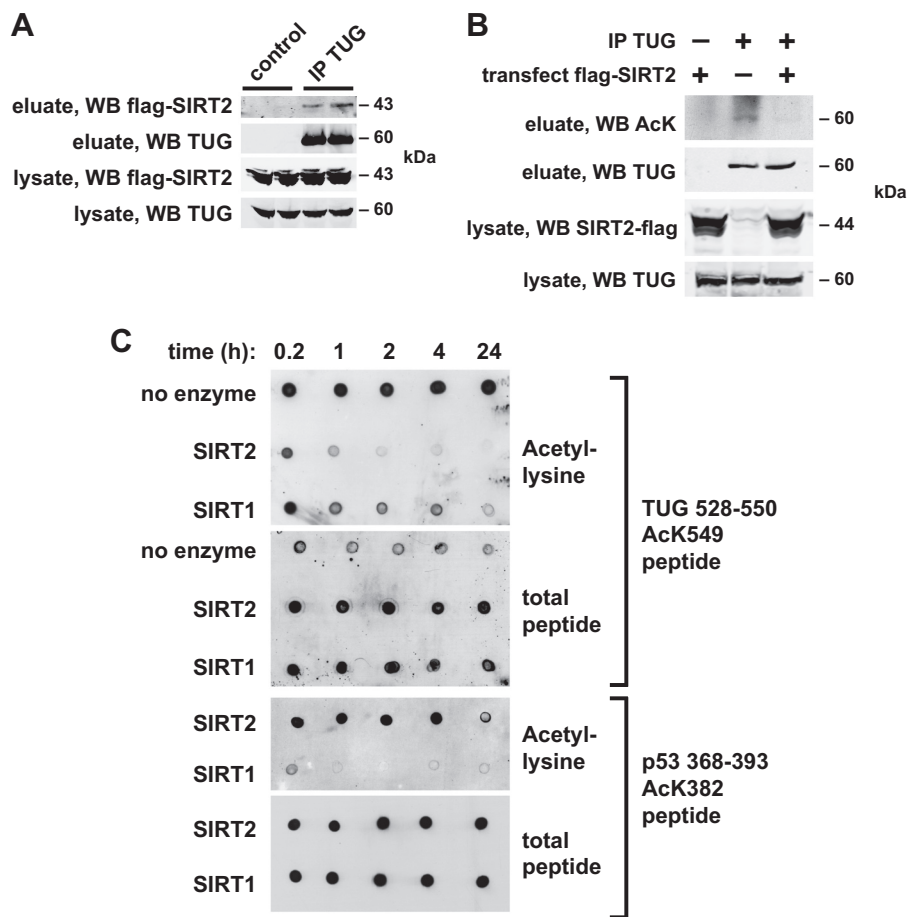 A
control
IP TUG
eluate, WB flag-SIRT2
– 43
eluate, WB TUG
– 60
kDa
lysate, WB flag-SIRT2
– 43
lysate, WB TUG
– 60
B
IP TUG – + +
transfect flag-SIRT2 + – +
eluate, WB AcK
– 60
eluate, WB TUG
– 60
kDa
lysate, WB SIRT2-flag
– 44
lysate, WB TUG
– 60
C
time (h): 0.2 1 2 4 24
no enzyme
SIRT2
SIRT1
Acetyl-
lysine
no enzyme
SIRT2
SIRT1
total
peptide
TUG 528-550
AcK549
peptide
SIRT2
SIRT1
Acetyl-
lysine
SIRT2
SIRT1
total
peptide
p53 368-393
AcK382
peptide